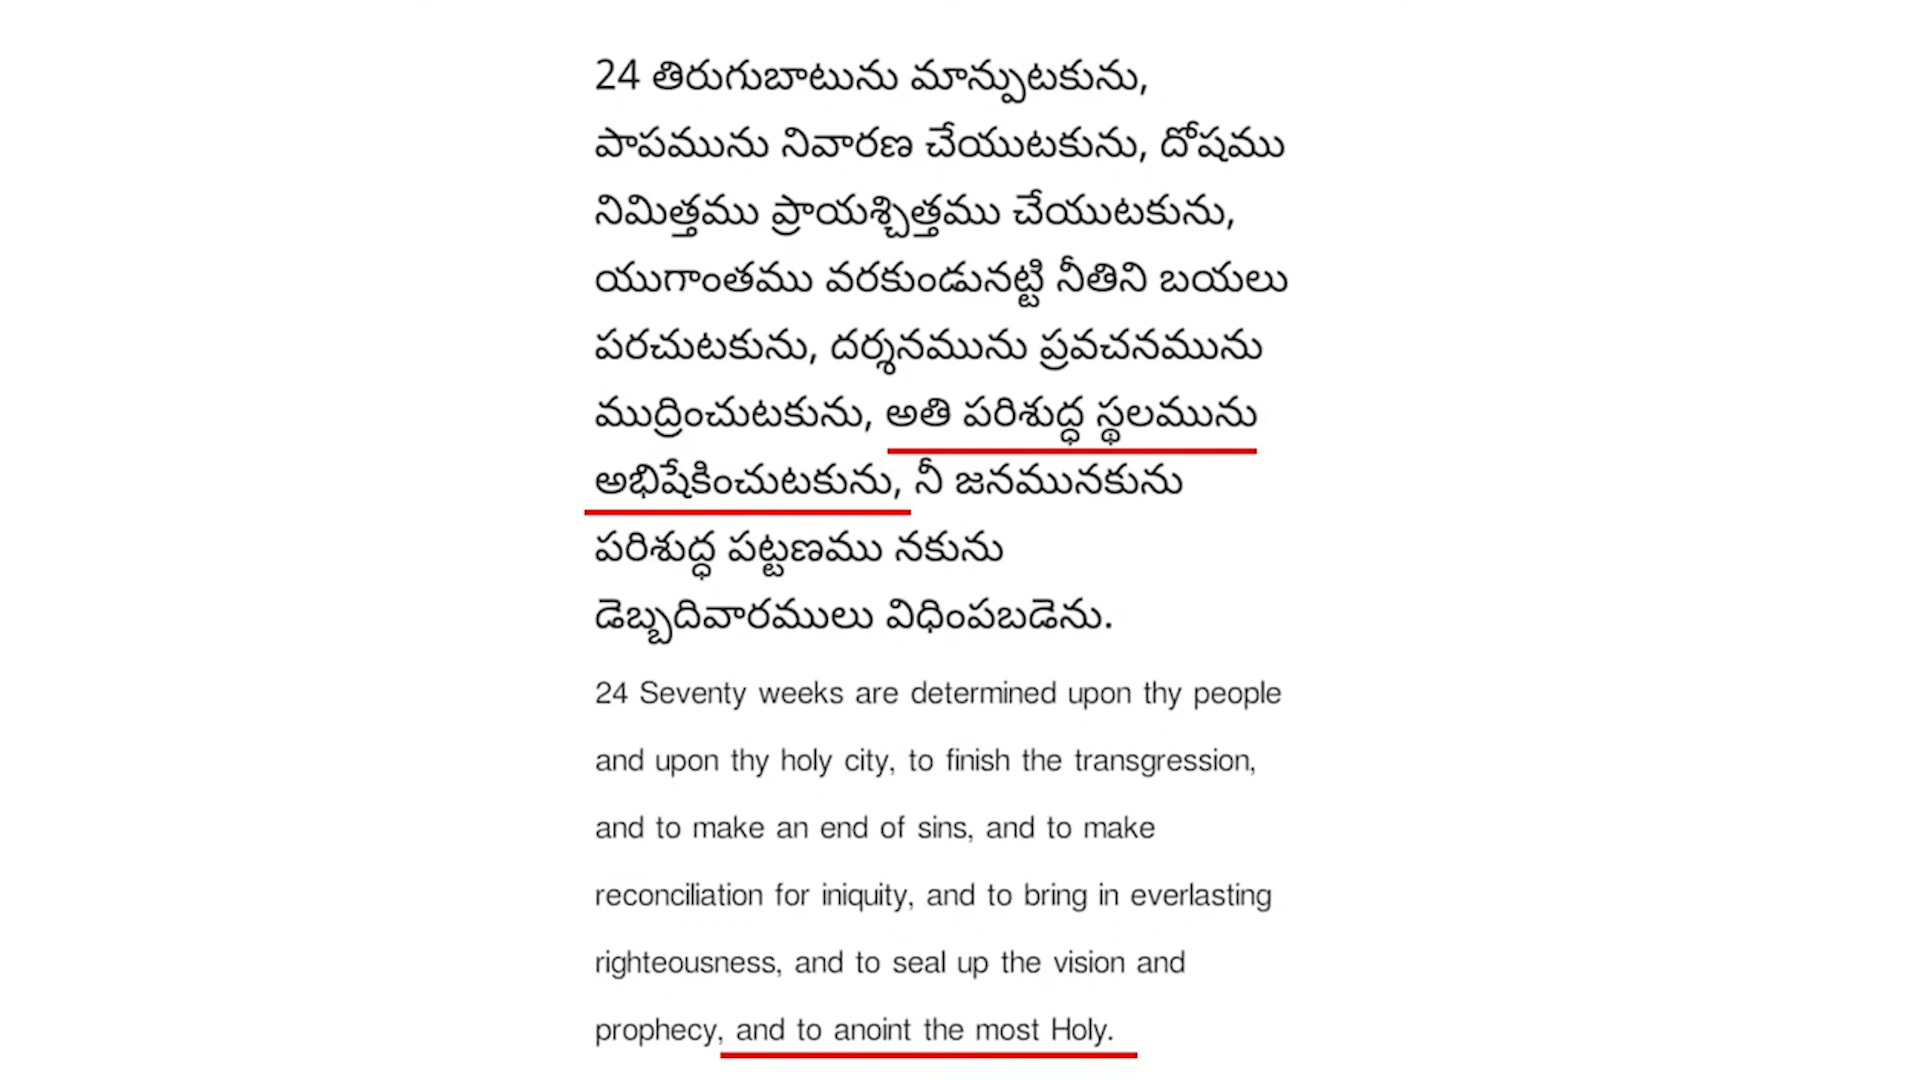 24 తిరుగుబాటును మాన్పుటకును,
పాపమును నివారణ చేయుటకును, దోషము
నిమిత్తము ప్రాయశ్చిత్తము చేయుటకును,
యుగాంతము వరకుండునట్టి నీతిని బయలు
పరచుటకును, దర్శనమును ప్రవచనమును
ముద్రించుటకును, అతి పరిశుద్ధ స్థలమును
అభిషేకించుటకును, నీ జనమునకును
పరిశుద్ధ పట్టణము నకును
డెబ్బదివారములు విధింపబడెను.
24 Seventy weeks are determined upon thy people
and upon thy holy city, to finish the transgression,
and to make an end of sins, and to make
reconciliation for iniquity, and to bring in everlasting
righteousness, and to seal up the vision and
prophecy, and to anoint the most Holy.